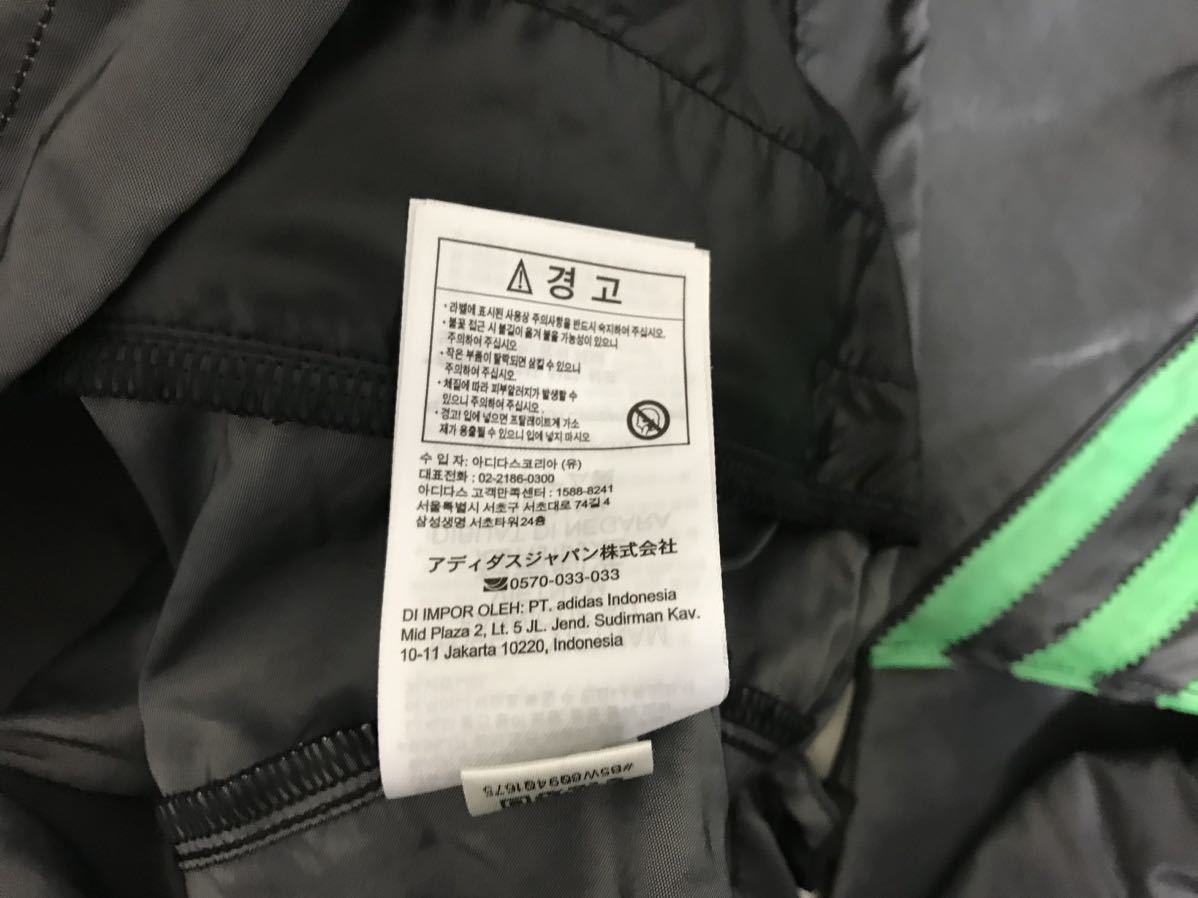 ⚠ 경 고
· 라벨에 표시된 사용상 주의사항을 반드시 숙지하여 주십시오.
· 불꽃 접근 시 불길이 옮겨 붙을 가능성이 있으니
주의하여 주십시오
· 작은 부품이 탈락되면 삼킬 수 있으니
주의하여 주십시오.
· 체질에 따라 피부알러지가 발생할 수
있으니 주의하여 주십시오 .
· 경고! 입에 넣으면 프탈레이트계 가소
제가 용출될 수 있으니 입에 넣지 마시오
수 입 자: 아디다스코리아 (유)
대표전화 : 02-2186-0300
아디다스 고객만족센터 : 1588-8241
서울특별시 서초구 서초대로 74길 4
삼성생명 서초타워 24층
アディダスジャパン株式会社
0570-033-033
DI IMPOR OLEH: PT. adidas Indonesia
Mid Plaza 2, Lt. 5 JL. Jend. Sudirman Kav.
10-11 Jakarta 10220, Indonesia
#85W6009401675